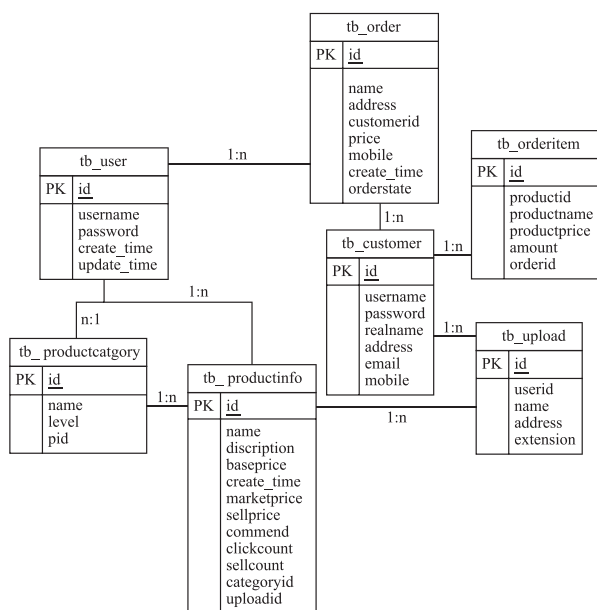 tb_order
PK id
name
address
customerid
price
mobile
create_time
orderstate
1:n
tb_user
PK id
username
password
create_time
update_time
tb_orderitem
PK id
productid
productname
productprice
amount
orderid
1:n
tb_customer
PK id
username
password
realname
address
email
mobile
1:n
1:n
tb_upload
PK id
userid
name
address
extension
n:1
1:n
tb_ productcatgory
PK id
name
level
pid
1:n
tb_ productinfo
PK id
name
discription
baseprice
create_time
marketprice
sellprice
commend
clickcount
sellcount
categoryid
uploadid
1:n